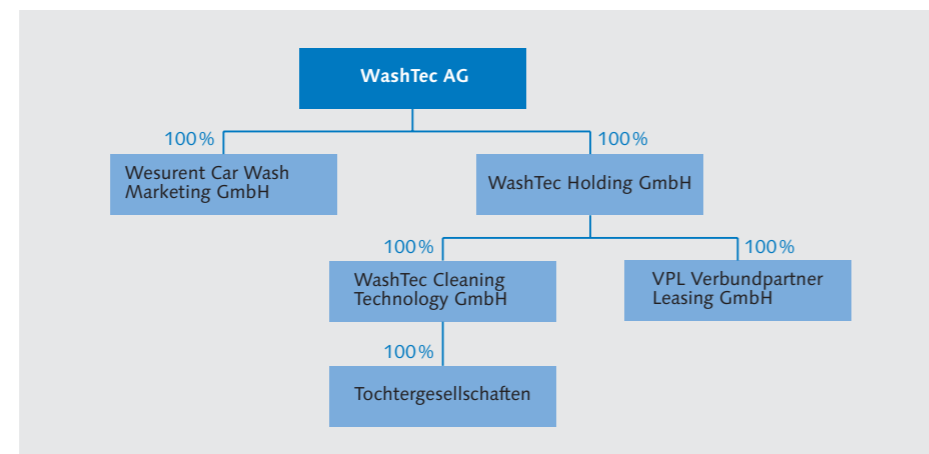 WashTec AG
100%
100%
Wesurent Car Wash
Marketing GmbH
WashTec Holding GmbH
100%
100%
WashTec Cleaning
Technology GmbH
VPL Verbundpartner
Leasing GmbH
100%
Tochtergesellschaften